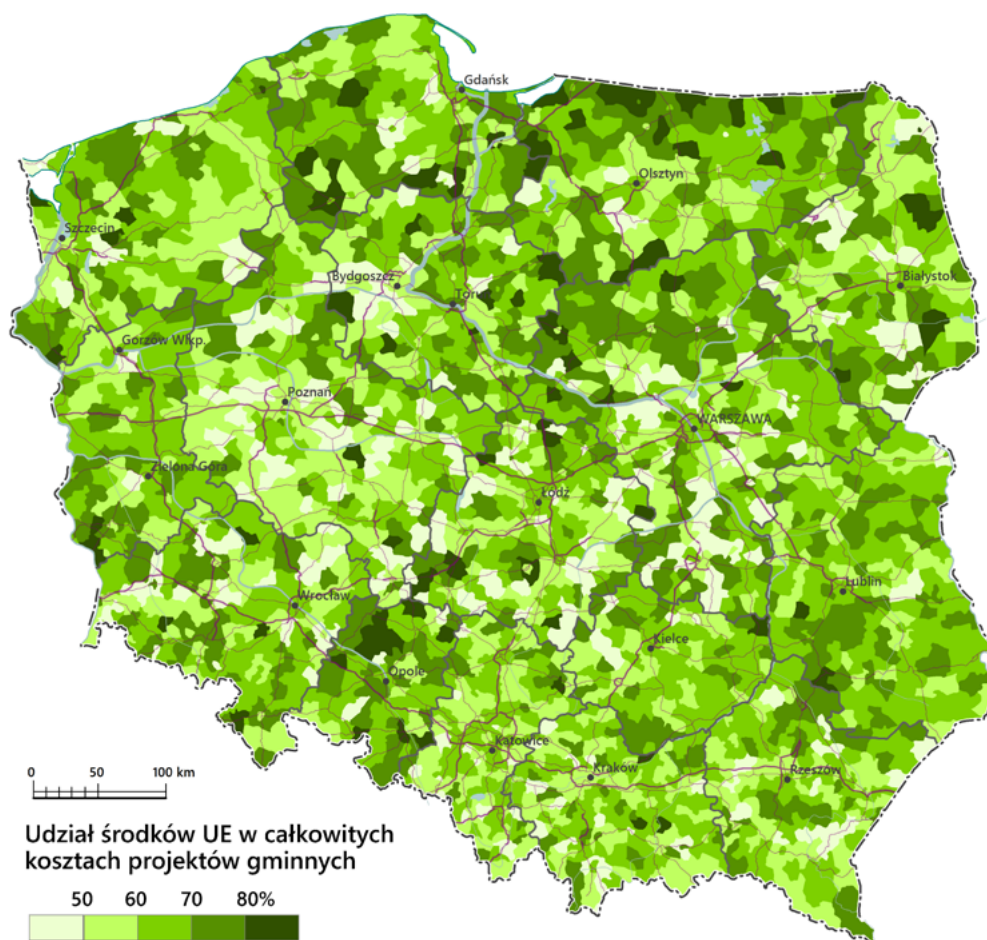 Gdańsk
Olsztyn
Szczecin
Bydgoszcz
Białystok
Toruń
Gorzów Wlkp.
Poznań
WARSZAWA
Zielona Góra
Łódź
Lublin
Wrocław
Kielce
Opole
Katowice
Kraków
Rzeszów
0 50 100 km
Udział środków UE w całkowitych
kosztach projektów gminnych
50 60 70 80%